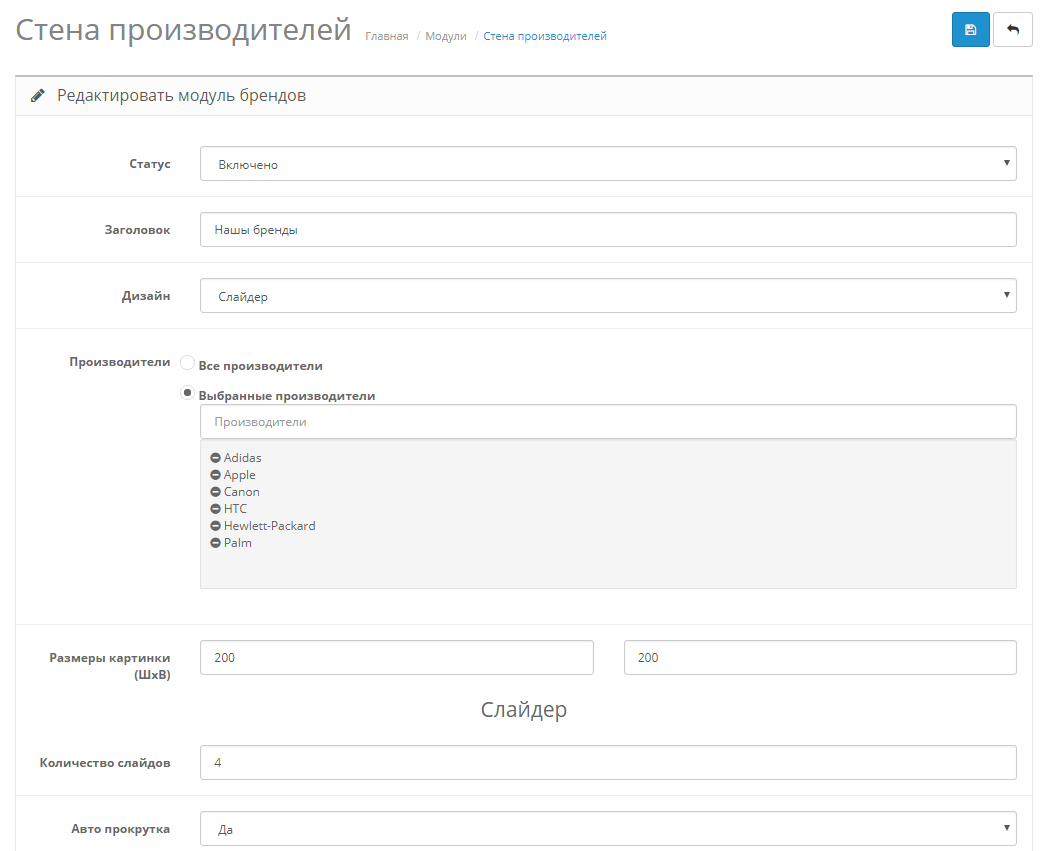 Стена производителей Главная / Модули / Стена производителей
Редактировать модуль брендов
Статус Включено
Заголовок Нашы бренды
Дизайн Слайдер
Производители Все производители
Выбранные производители
Производители
Adidas
Apple
Canon
HTC
Hewlett-Packard
Palm
Размеры картинки 200 200
(ШxВ)
Слайдер
Количество слайдов 4
Авто прокрутка Да